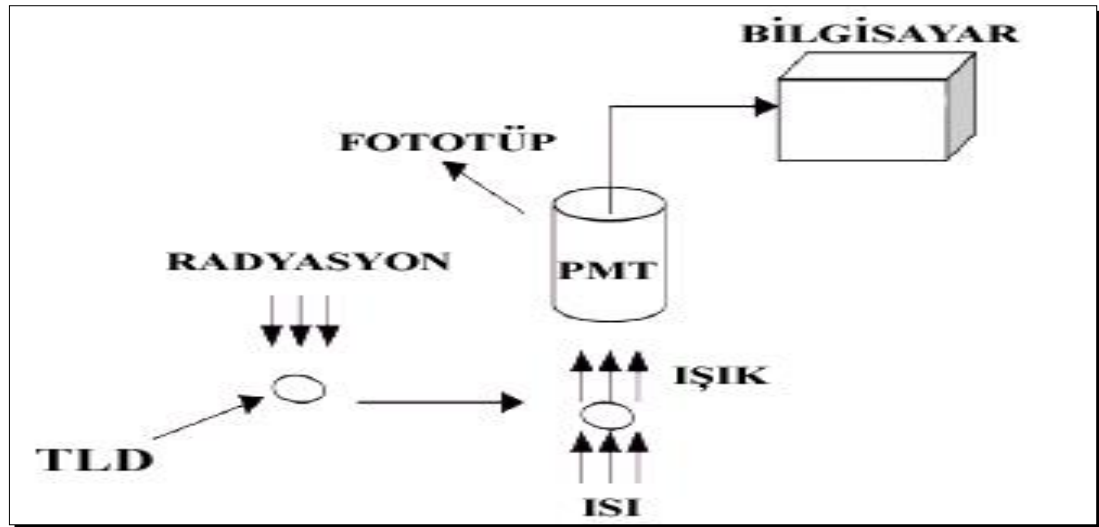 BİLGİSAYAR
FOTOTÜP
RADYASYON
PMT
IŞIK
TLD
ISI